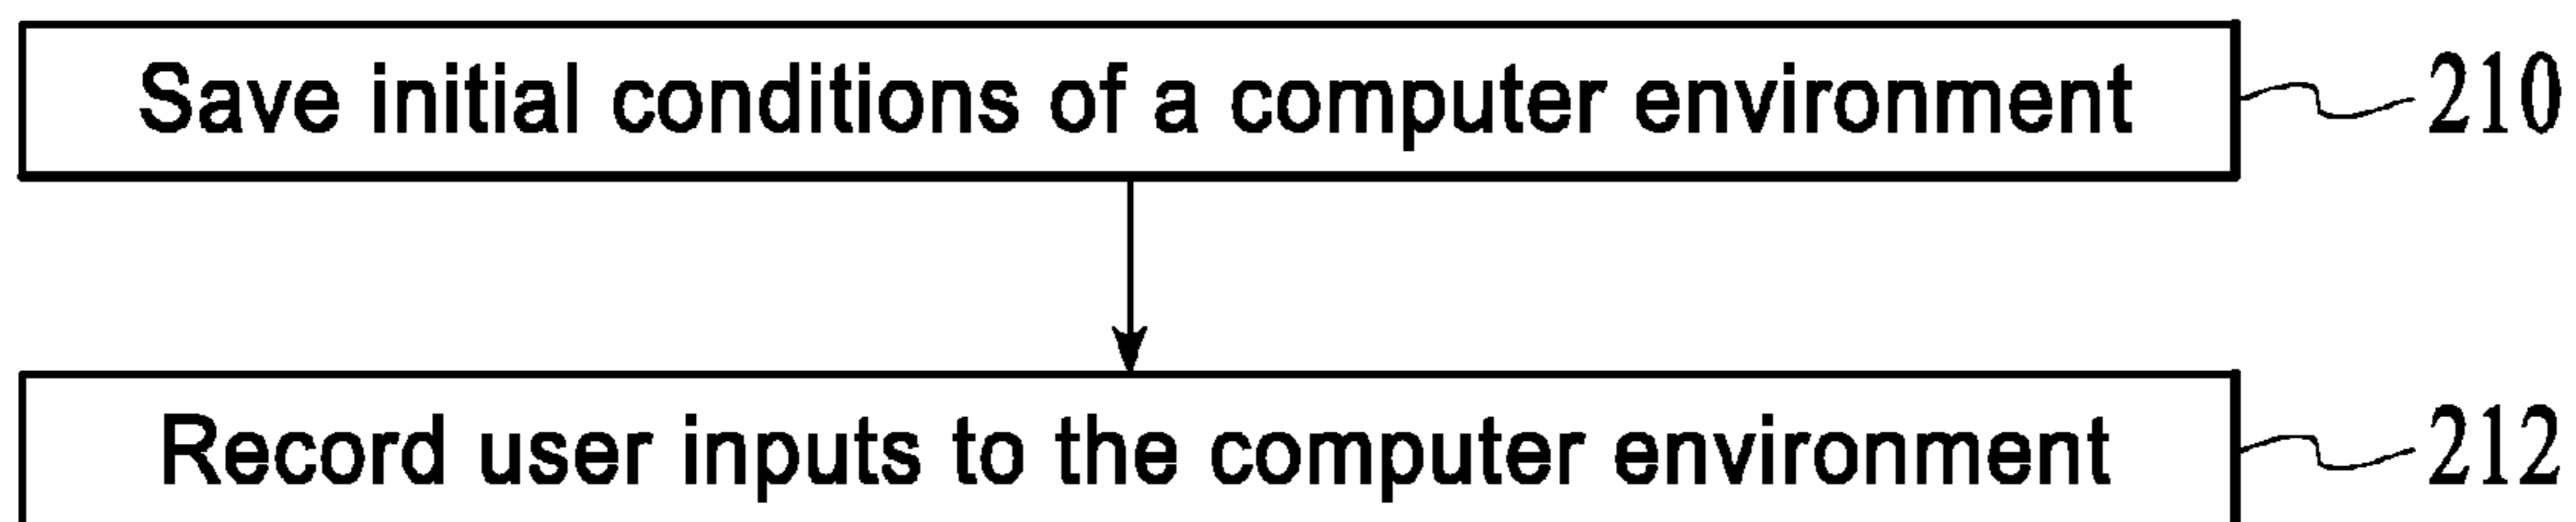 Save initial conditions of a computer environment 210
Record user inputs to the computer environment 212